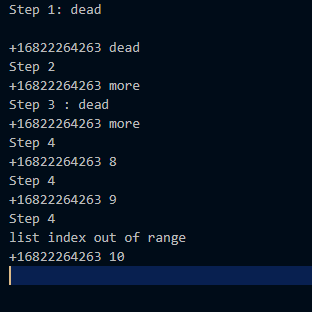 Step 1: dead
+16822264263 dead
Step 2
+16822264263 more
Step 3 : dead
+16822264263 more
Step 4
+16822264263 8
Step 4
+16822264263 9
Step 4
list index out of range
+16822264263 10